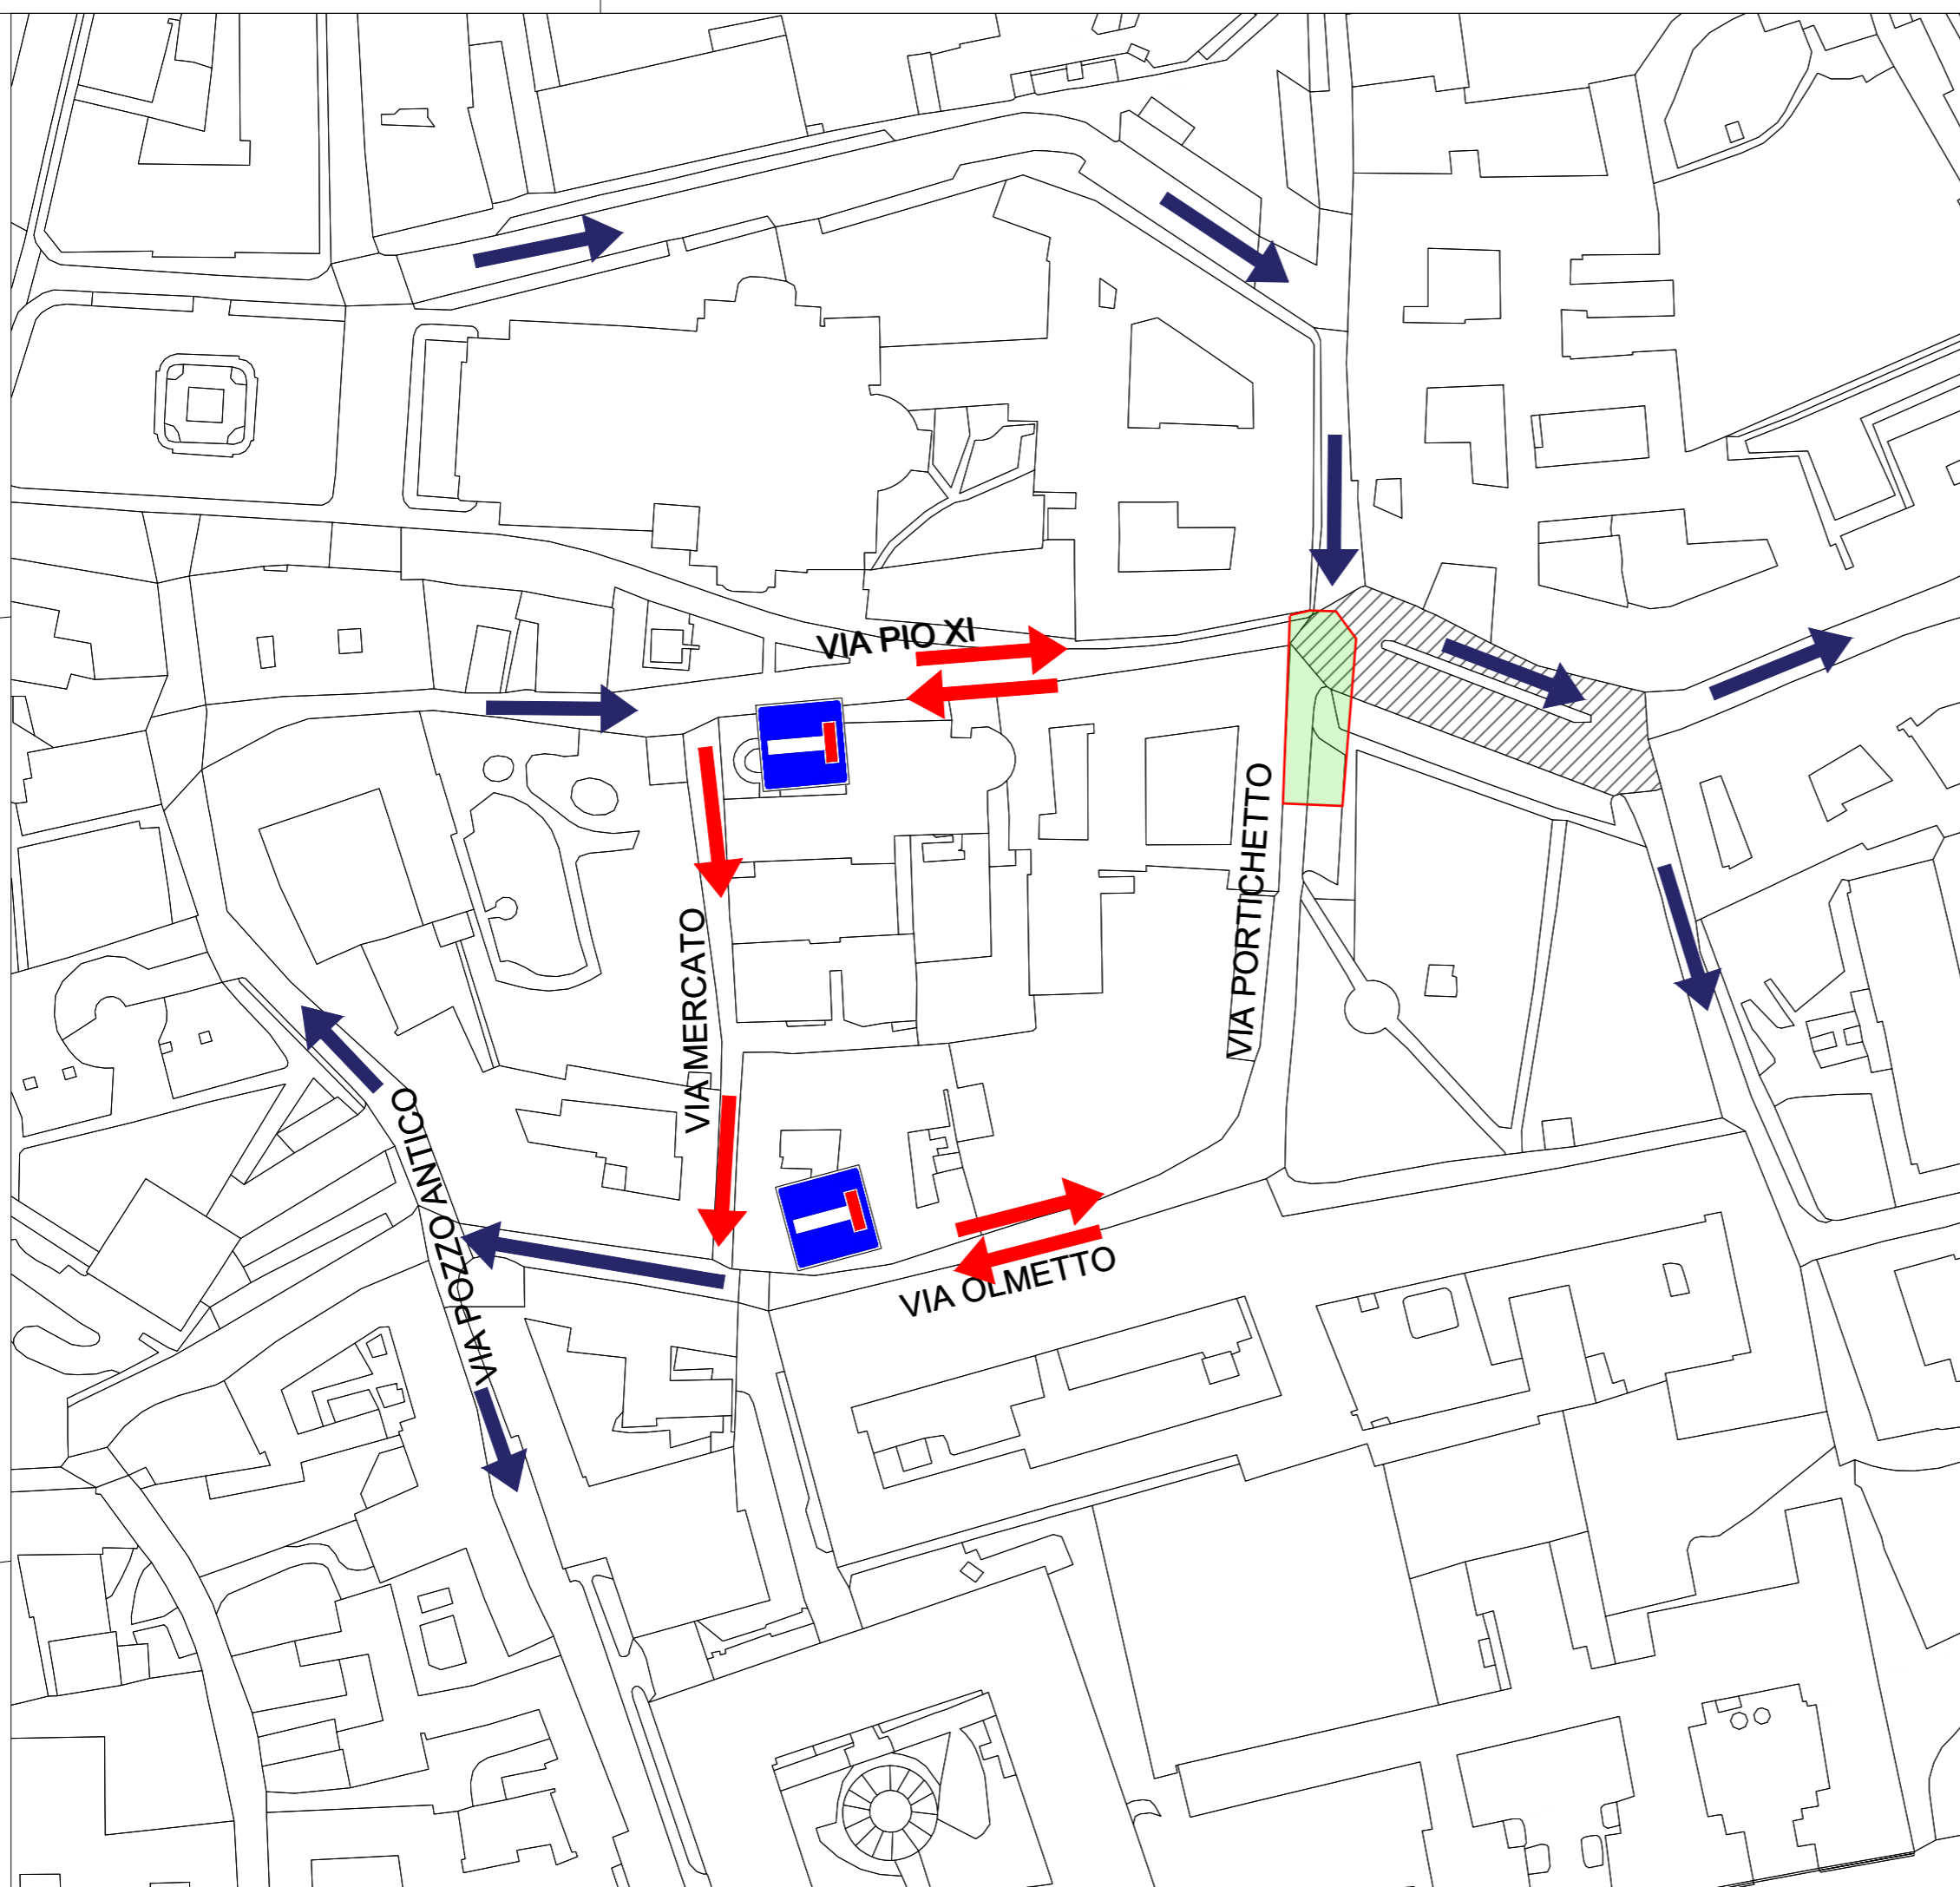 VIA PIO XI
VIA PORTICHETTO
VIA MERCATO
VIA POZZO ANTICO
VIA OLMETTO